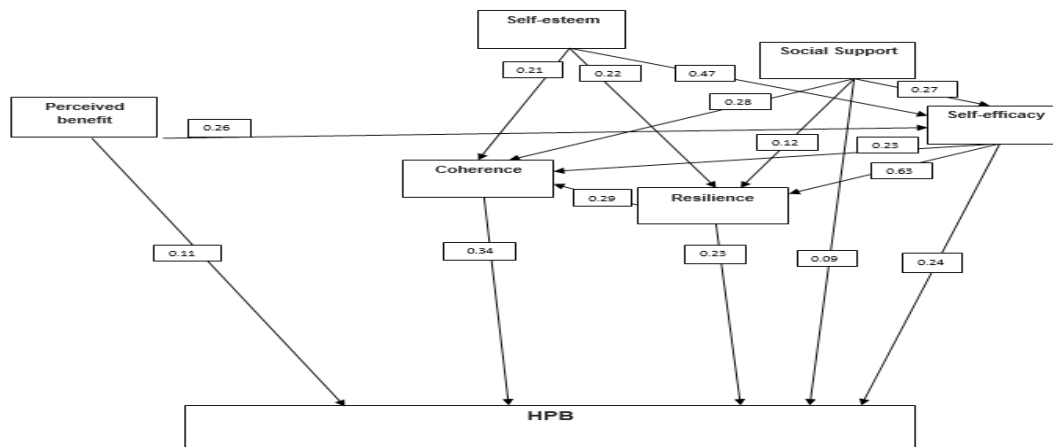 Self-esteem
Social Support
0.21
0.22
0.47
0.27
Perceived
benefit
0.28
Self-efficacy
0.26
0.12
0.23
Coherence
0.63
0.29
Resilience
0.11
0.34
0.23
0.09
0.24
HPB